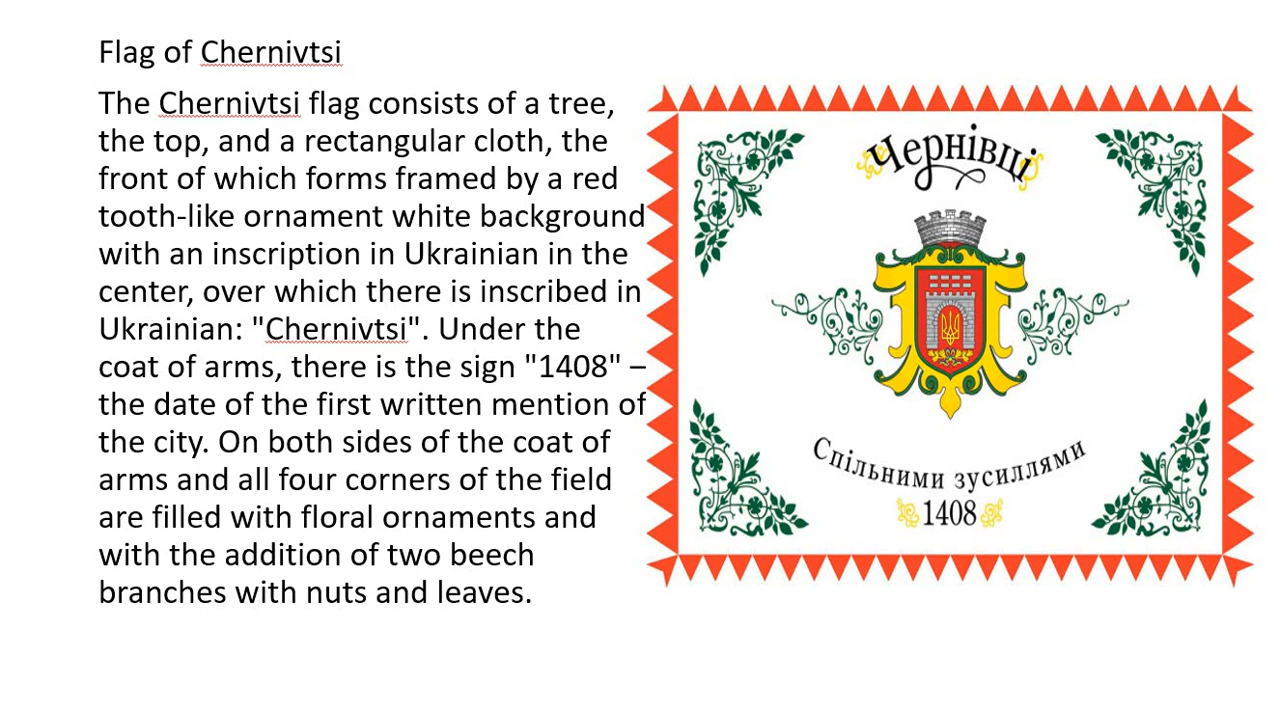 Flag of Chernivtsi
The Chernivtsi flag consists of a tree,
the top, and a rectangular cloth, the
front of which forms framed by a red
tooth-like ornament white background
with an inscription in Ukrainian in the
center, over which there is inscribed in
Ukrainian: "Chernivtsi". Under the
coat of arms, there is the sign "1408" –
the date of the first written mention of
the city. On both sides of the coat of
arms and all four corners of the field
are filled with floral ornaments and
with the addition of two beech
branches with nuts and leaves.
Чернівці
Спільними зусиллями
1408